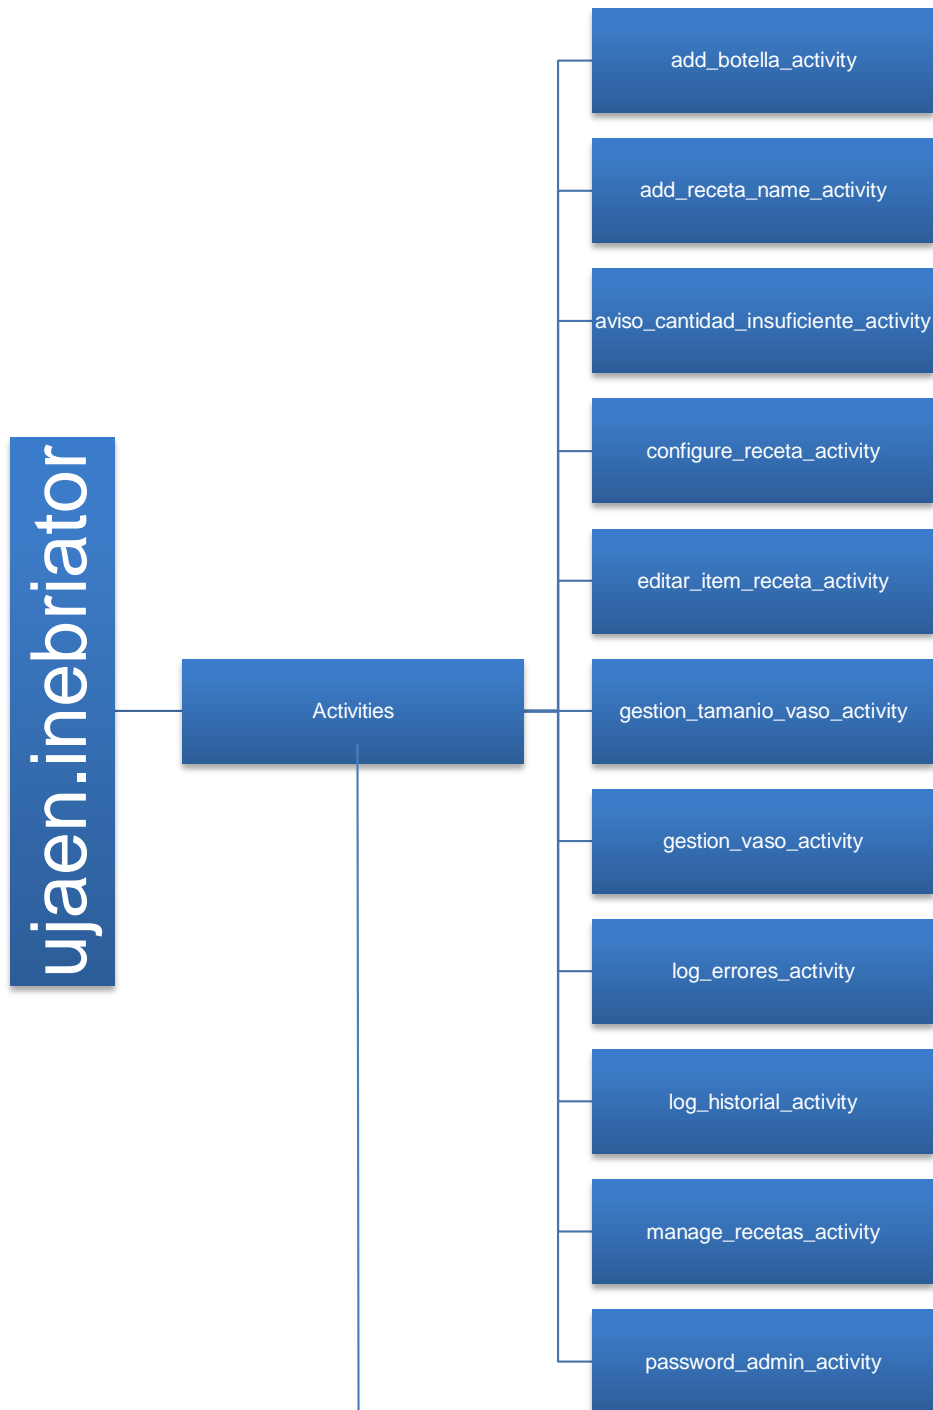 ujaen.inebriator
Activities
add_botella_activity
add_receta_name_activity
aviso_cantidad_insuficiente_activity
configure_receta_activity
editar_item_receta_activity
gestion_tamanio_vaso_activity
gestion_vaso_activity
log_errores_activity
log_historial_activity
manage_recetas_activity
password_admin_activity